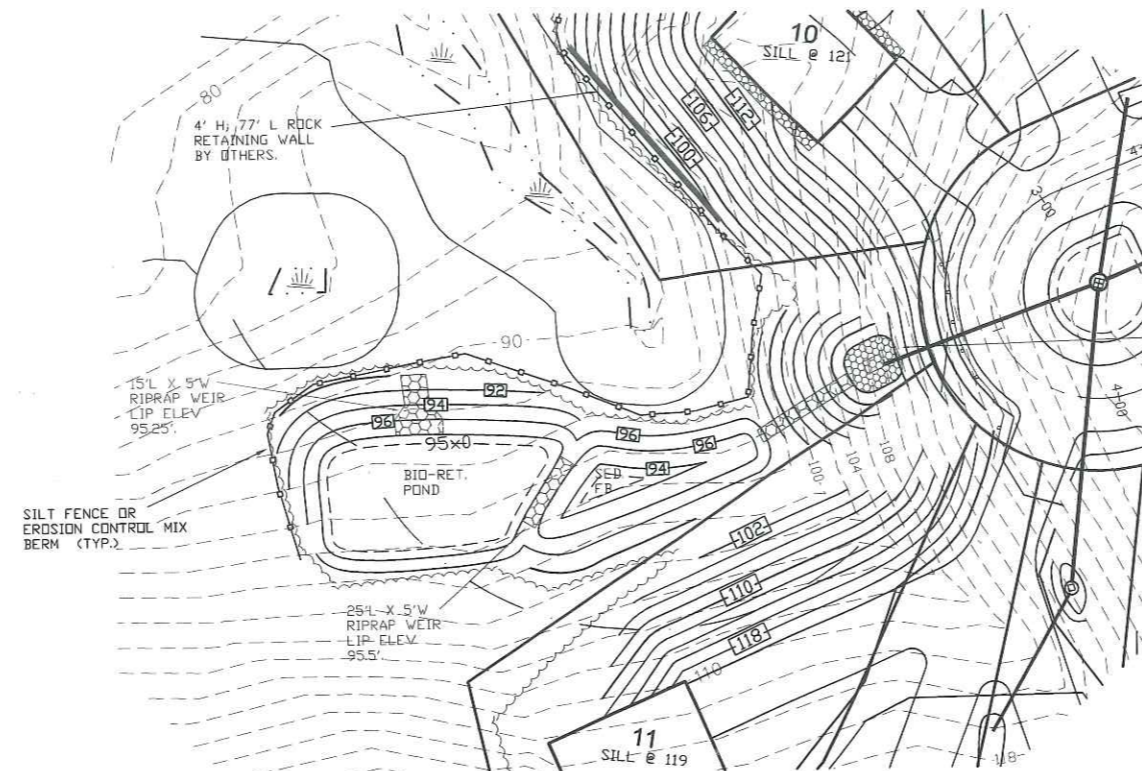 10
SILL @ 121
80
4' H; 77' L ROCK
RETAINING WALL
BY OTHERS.
112
106
100
3+00
90
15'L X 5'W
RIPRAP WEIR
LIP ELEV
95.25'.
92
94
96
95x0
96
96
94
BIO-RET.
POND
SED
FB
4+00
108
104
100
SILT FENCE OR
EROSION CONTROL MIX
BERM (TYP.)
102
110
118
25'L X 5'W
RIPRAP WEIR
LIP ELEV
95.5'.
110
11
SILL @ 119
118